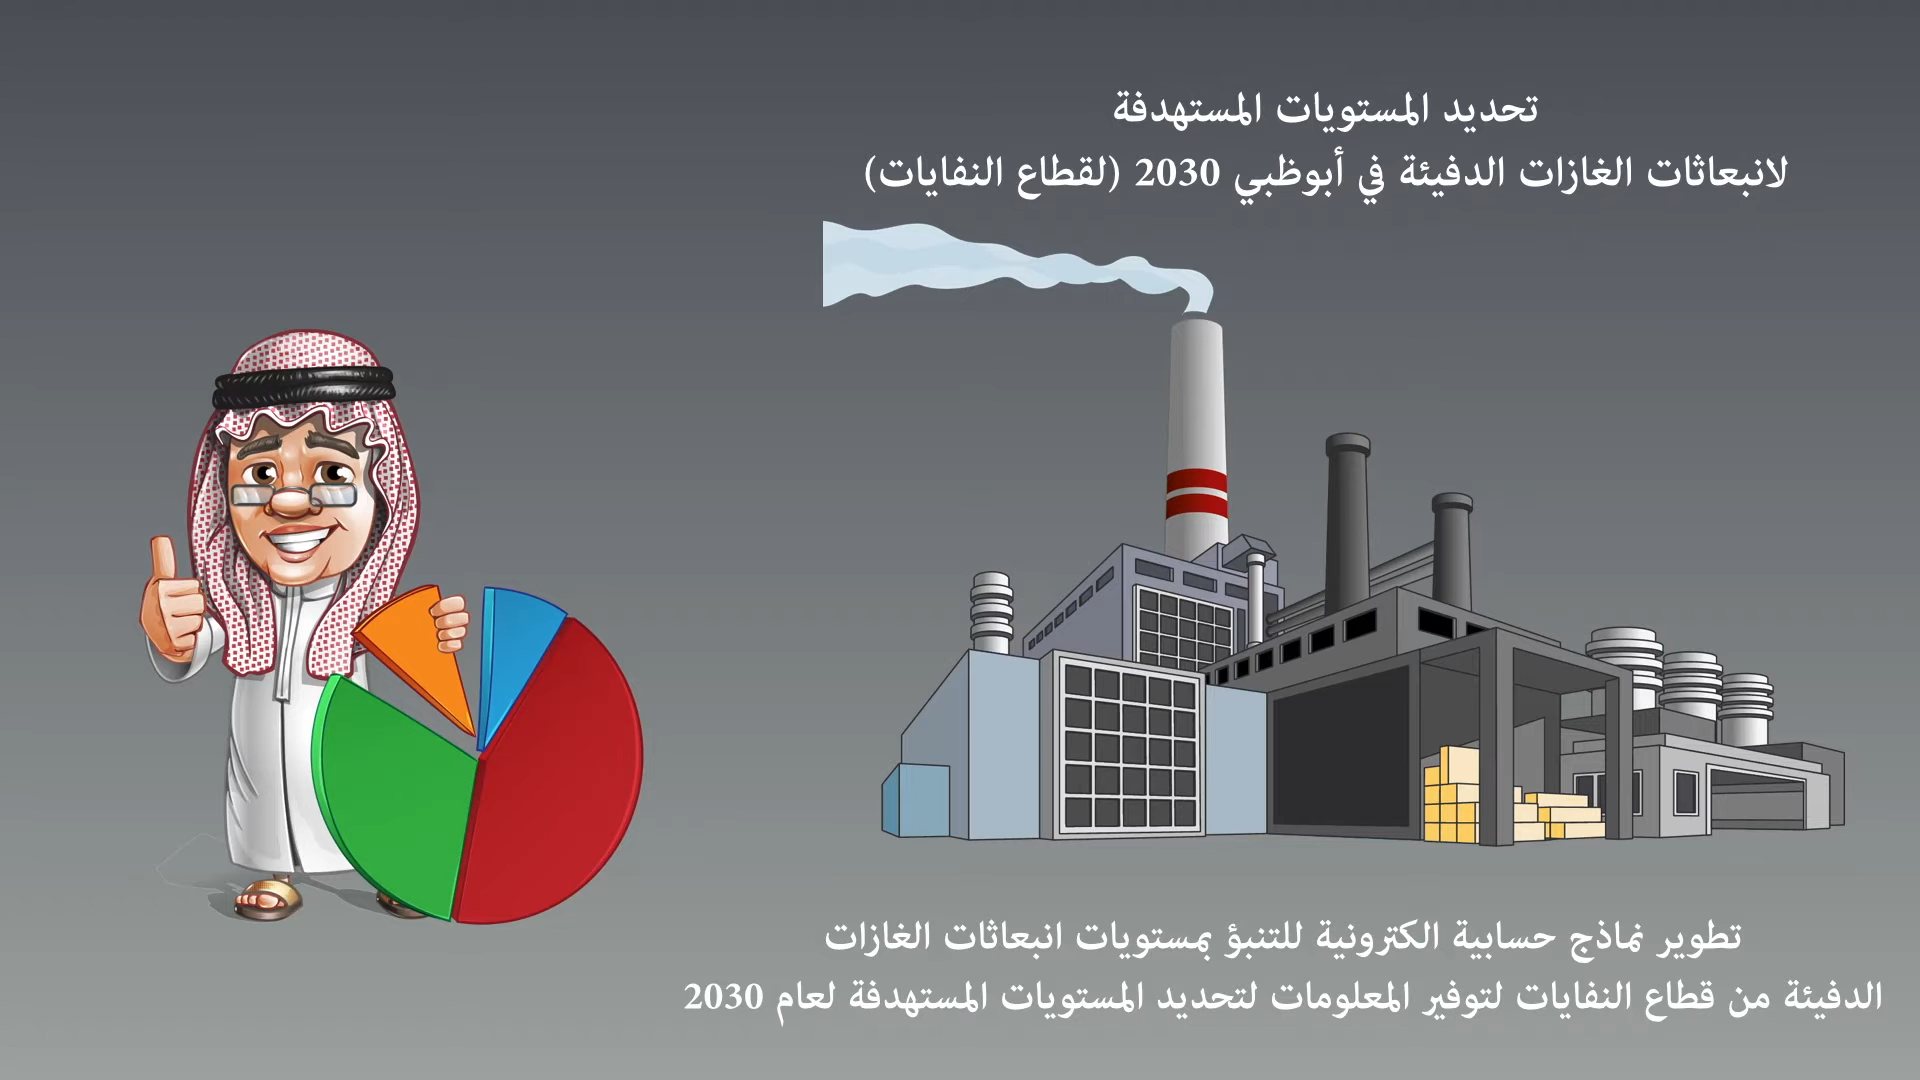 تحديد المستويات المستهدفة
لانبعاثات الغازات الدفيئة في أبوظبي 2030 (لقطاع النفايات)
تطوير نماذج حسابية الكترونية للتنبؤ بمستويات انبعاثات الغازات
الدفيئة من قطاع النفايات لتوفير المعلومات لتحديد المستويات المستهدفة لعام 2030